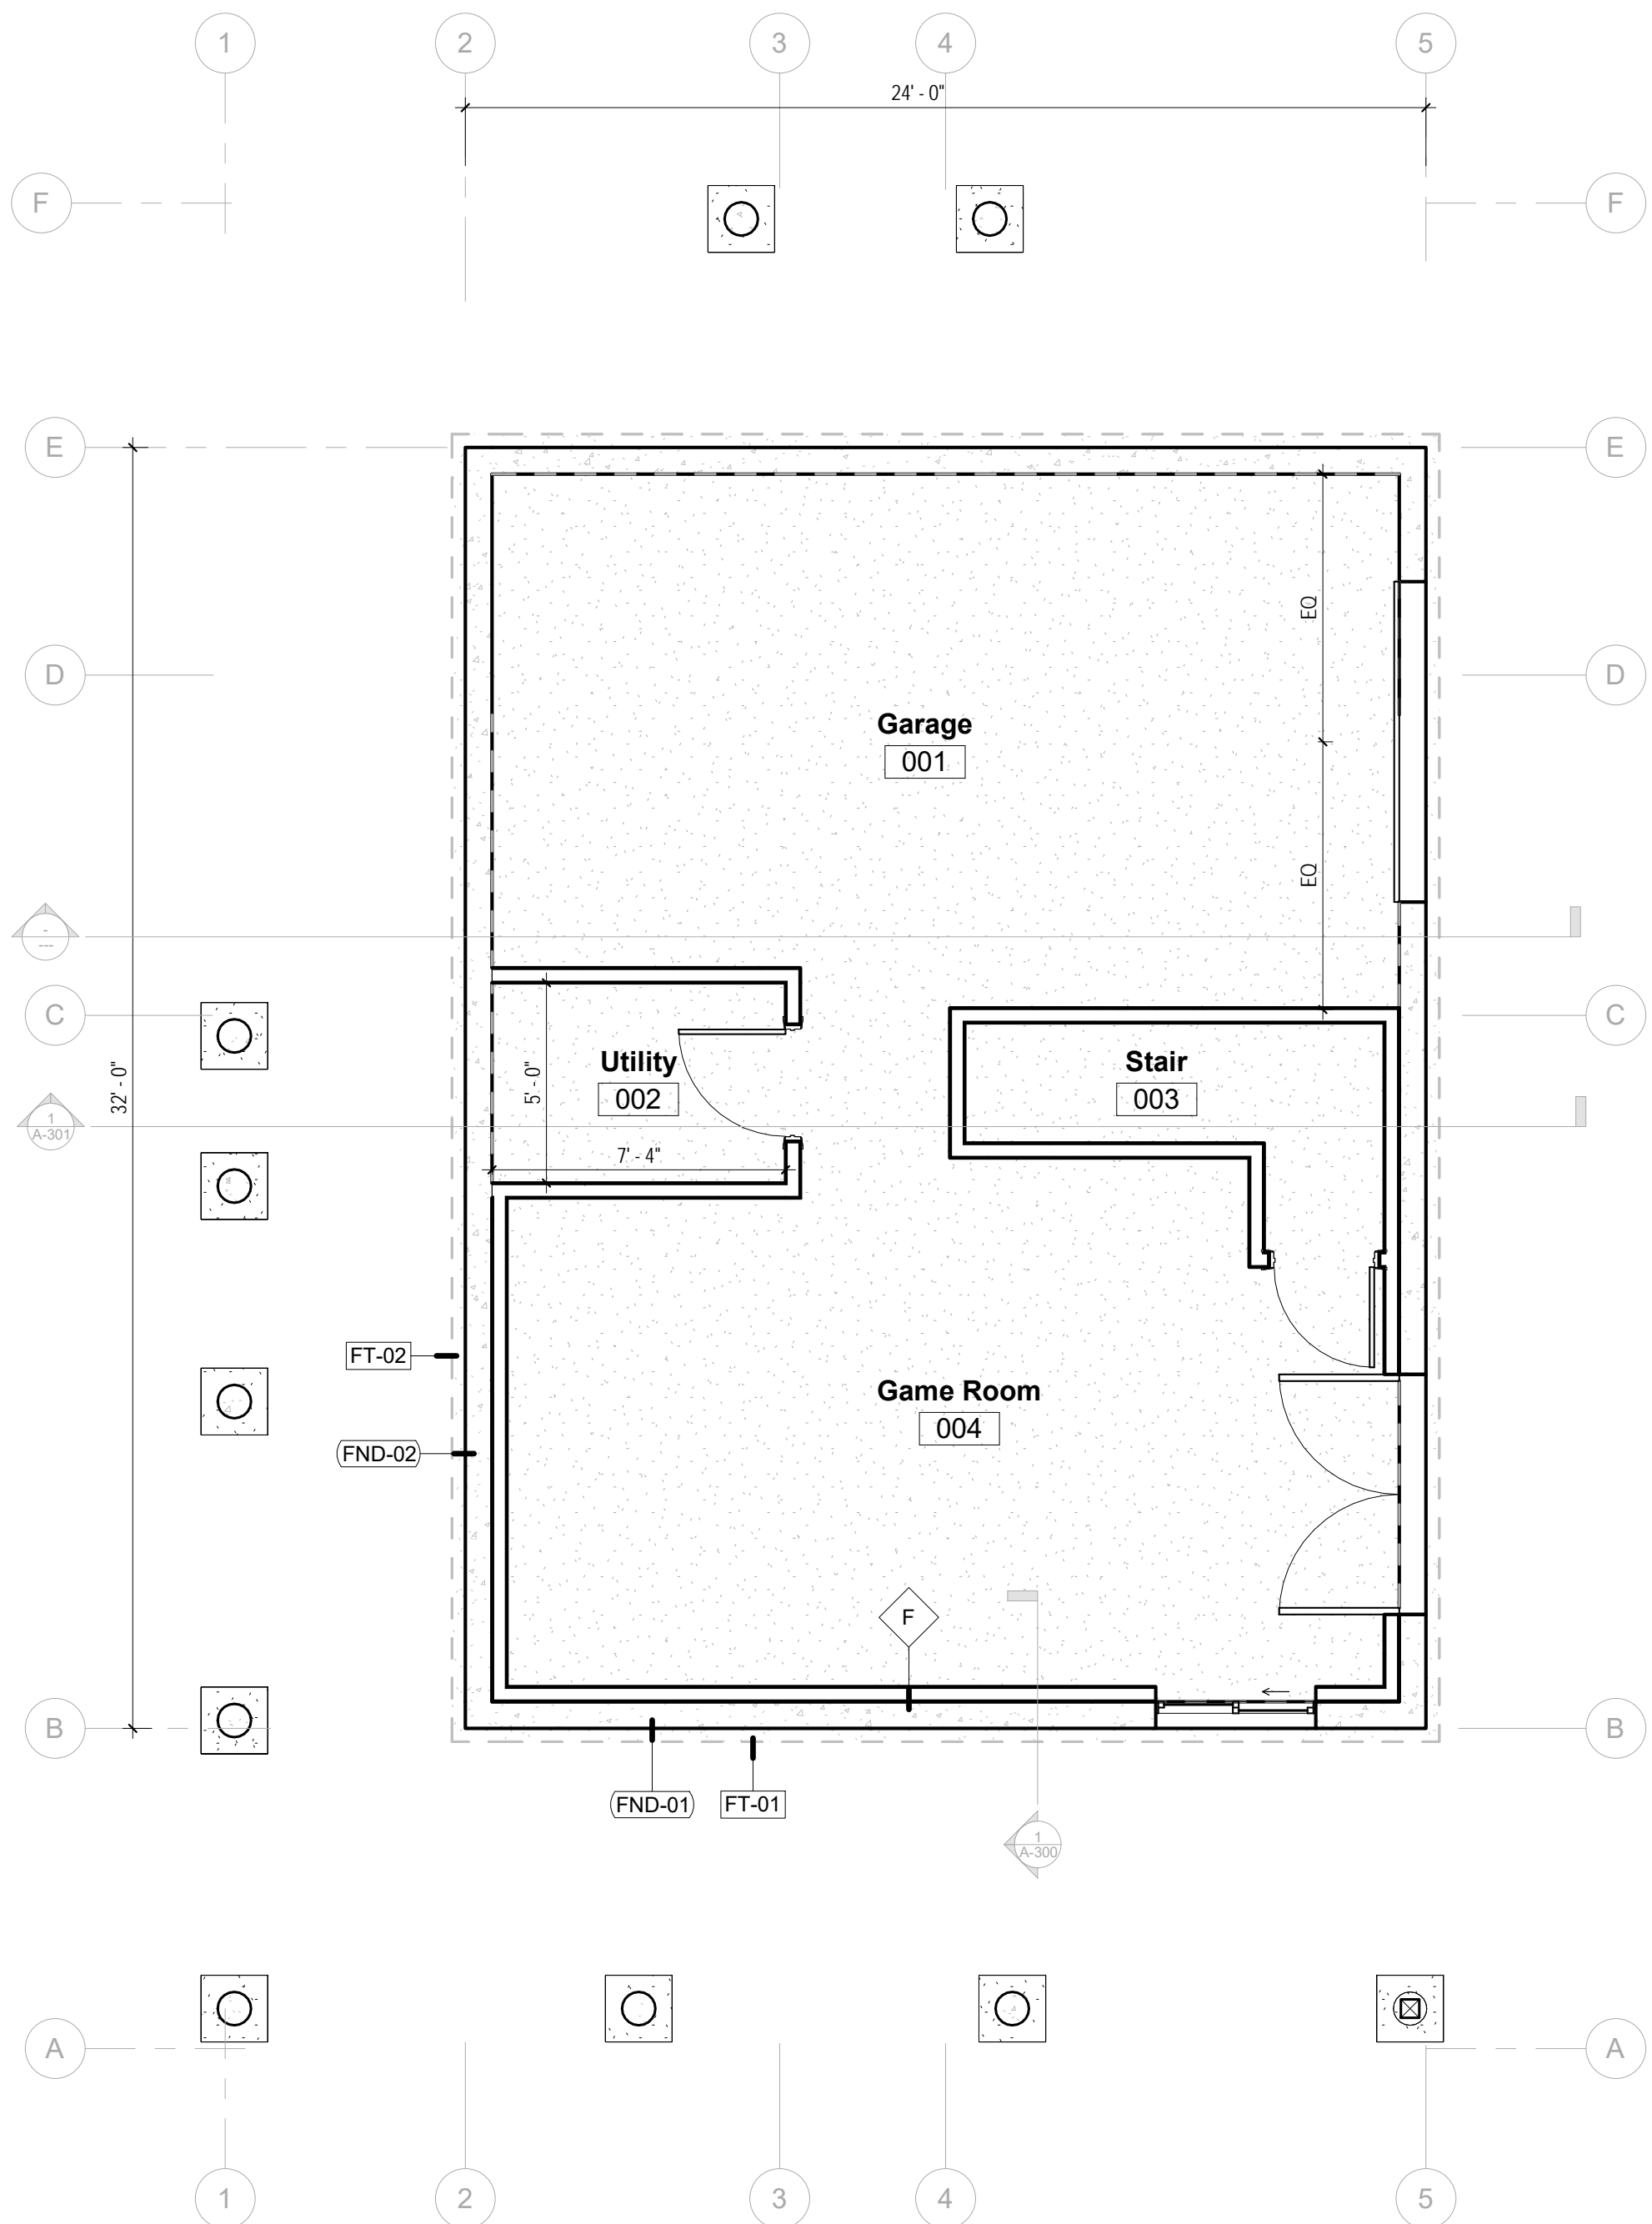 1 2 3 4 5
24' - 0"
F F
E E
EQ
D D
Garage
001
EQ
-
---
C C
32' - 0"
Utility
002
5' - 0"
7' - 4"
Stair
003
1
A-301
FT-02
Game Room
004
FND-02
F
B B
FND-01 FT-01
1
A-300
A A
1 2 3 4 5